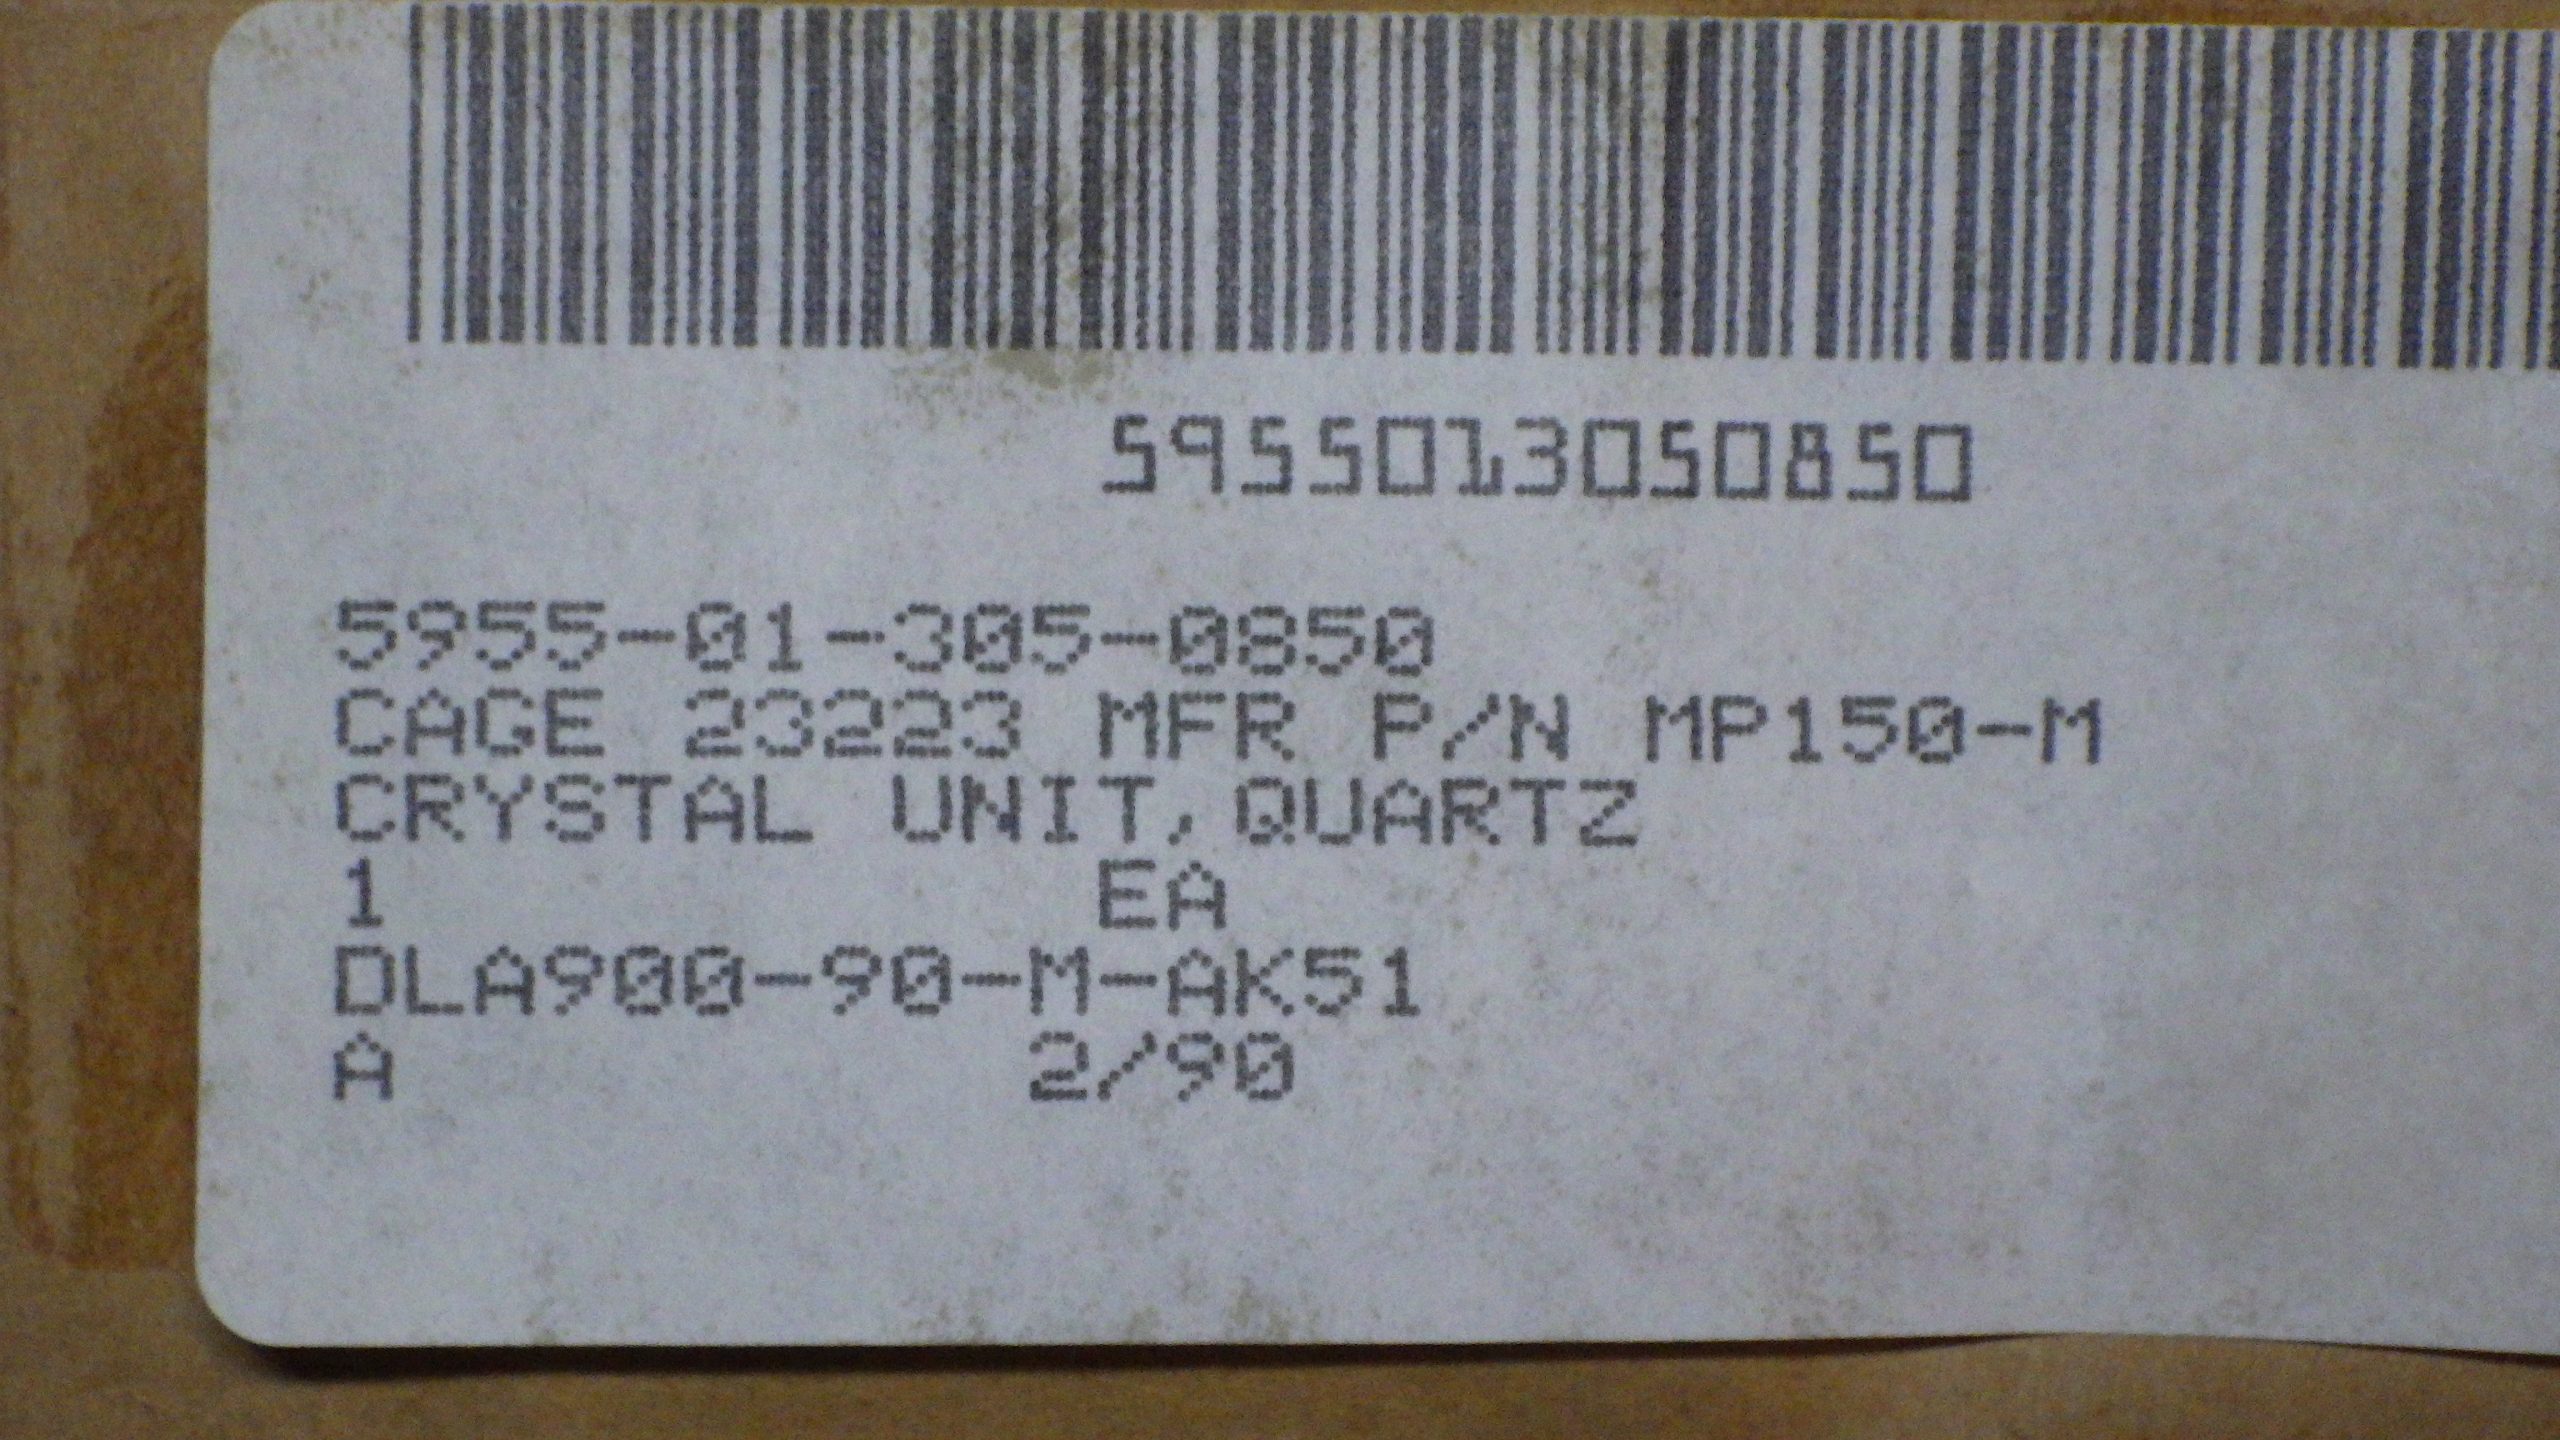 5955013050850
5955-01-305-0850
CAGE 23223 MFR P/N MP150-M
CRYSTAL UNIT,QUARTZ
1 EA
DLA900-90-M-AK51
A 2/90